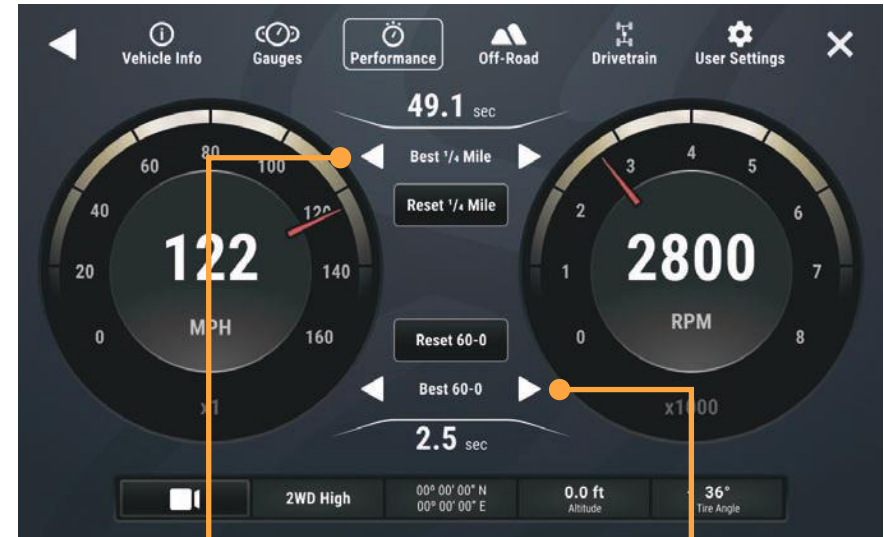 Vehicle Info
Gauges
Performance
Off-Road
Drivetrain
User Settings
49.1 sec
Best 1/4 Mile
Reset 1/4 Mile
0
20
40
60
80
100
120
140
160
122
MPH
x1
0
1
2
3
4
5
6
7
8
2800
RPM
x1000
Reset 60-0
Best 60-0
2.5 sec
2WD High
00º 00' 00" N
00º 00' 00" E
0.0 ft
Altitude
- 36°
Tire Angle